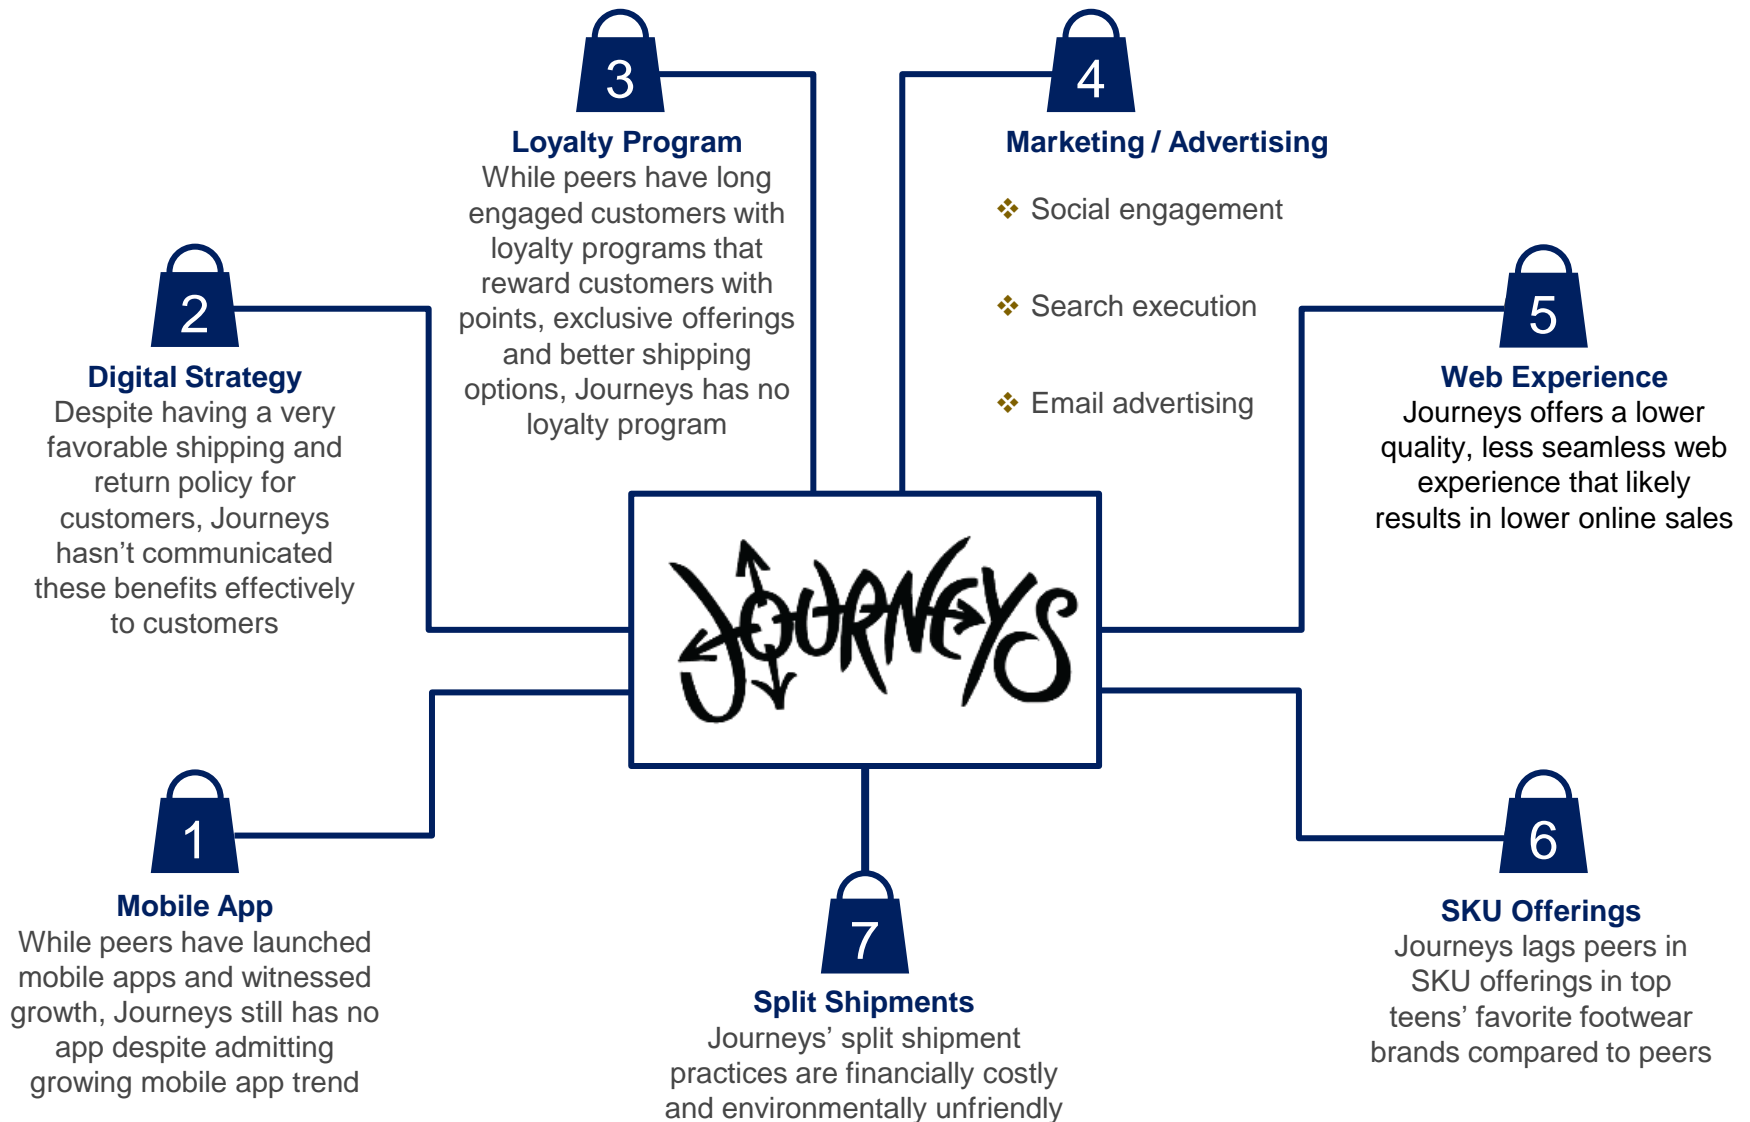 1
Mobile App
While peers have launched
mobile apps and witnessed
growth, Journeys still has no
app despite admitting
growing mobile app trend
2
Digital Strategy
Despite having a very
favorable shipping and
return policy for
customers, Journeys
hasn’t communicated
these benefits effectively
to customers
3
Loyalty Program
While peers have long
engaged customers with
loyalty programs that
reward customers with
points, exclusive offerings
and better shipping
options, Journeys has no
loyalty program
4
Marketing / Advertising
❖ Social engagement
❖ Search execution
❖ Email advertising
5
Web Experience
Journeys offers a lower
quality, less seamless web
experience that likely
results in lower online sales
6
SKU Offerings
Journeys lags peers in
SKU offerings in top
teens’ favorite footwear
brands compared to peers
7
Split Shipments
Journeys’ split shipment
practices are financially costly
and environmentally unfriendly
JOURNEYS